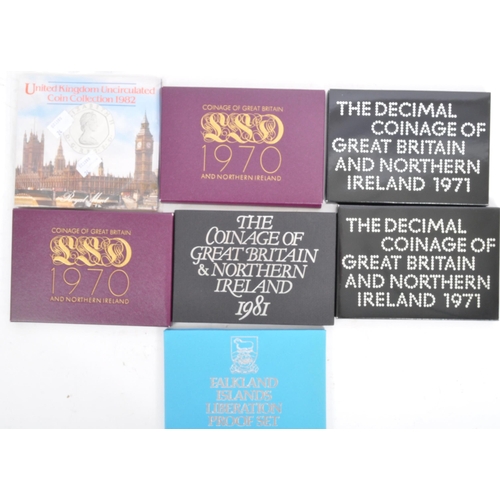 United Kingdom Uncirculated
Coin Collection 1982
COINAGE OF GREAT BRITAIN
LSD
1970
AND NORTHERN IRELAND
THE DECIMAL
COINAGE OF
GREAT BRITAIN
AND NORTHERN
IRELAND 1971
COINAGE OF GREAT BRITAIN
LSD
1970
AND NORTHERN IRELAND
THE
COINAGE OF
GREAT BRITAIN
& NORTHERN
IRELAND
1981
THE DECIMAL
COINAGE OF
GREAT BRITAIN
AND NORTHERN
IRELAND 1971
FALKLAND
ISLANDS
LIBERATION
PROOF SET